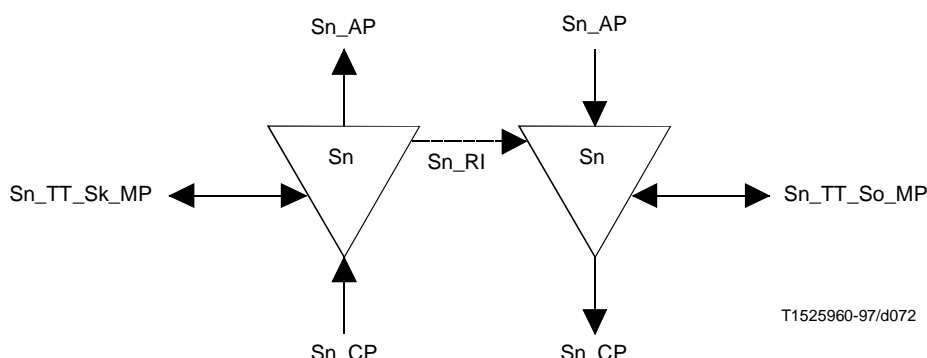 Sn_AP Sn_AP
Sn Sn
Sn_RI
Sn_TT_Sk_MP Sn_TT_So_MP
T1525960-97/d072
Sn_CP Sn_CP